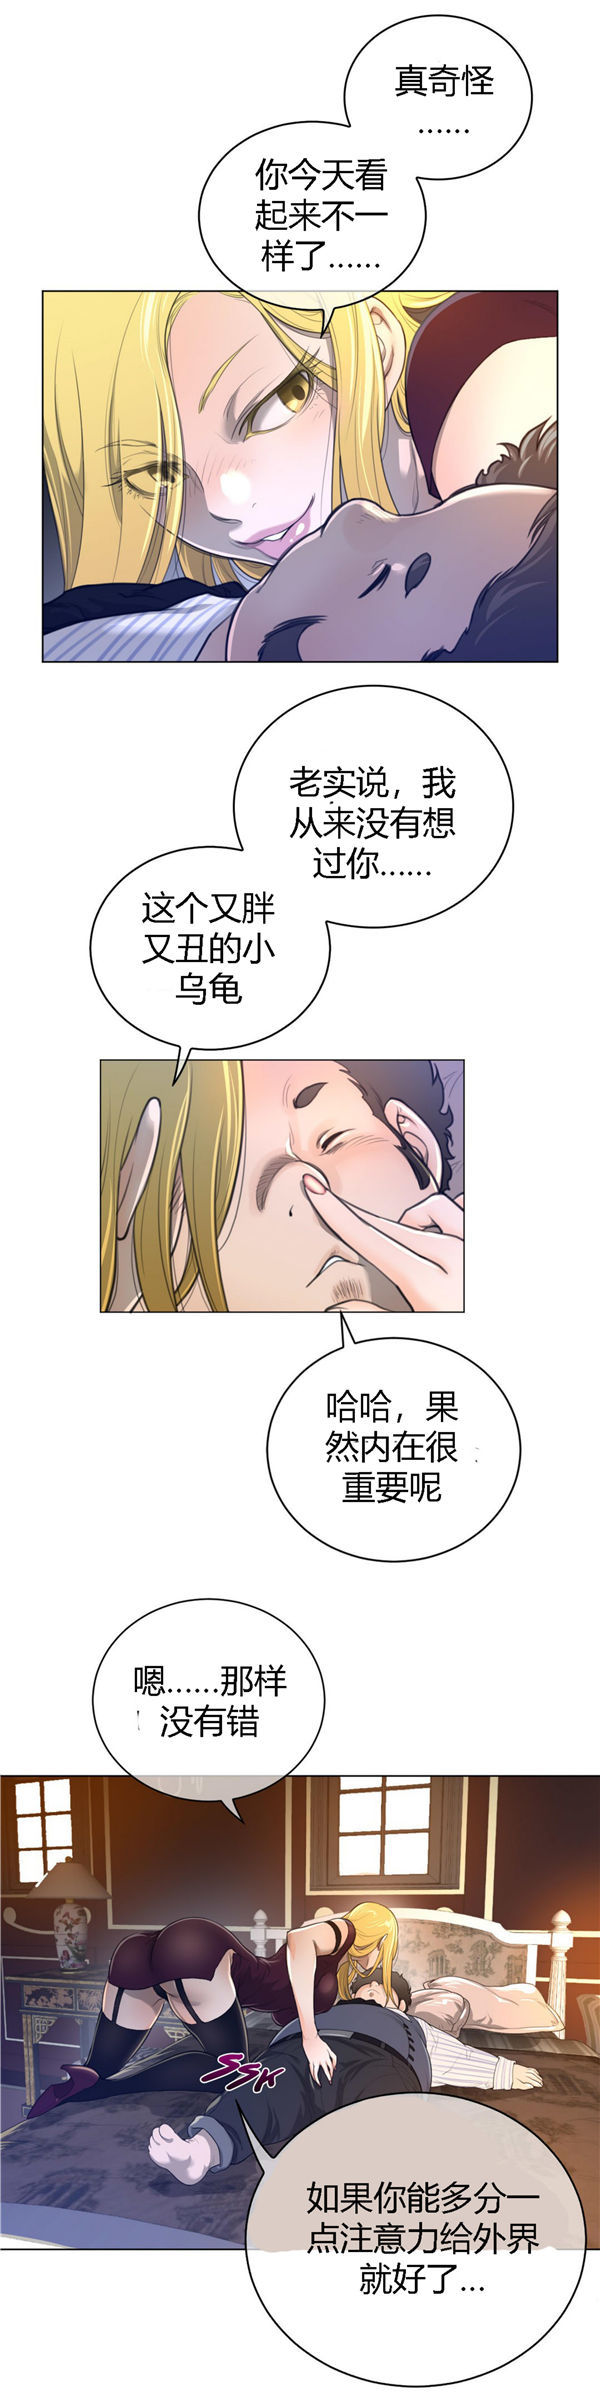 真奇怪
……
你今天看
起来不一
样了……
老实说，我
从来没有想
过你……
这个又胖
又丑的小
乌龟
哈哈，果
然内在很
重要呢
嗯……那样
没有错
SSK
如果你能多分一
点注意力给外界
就好了...